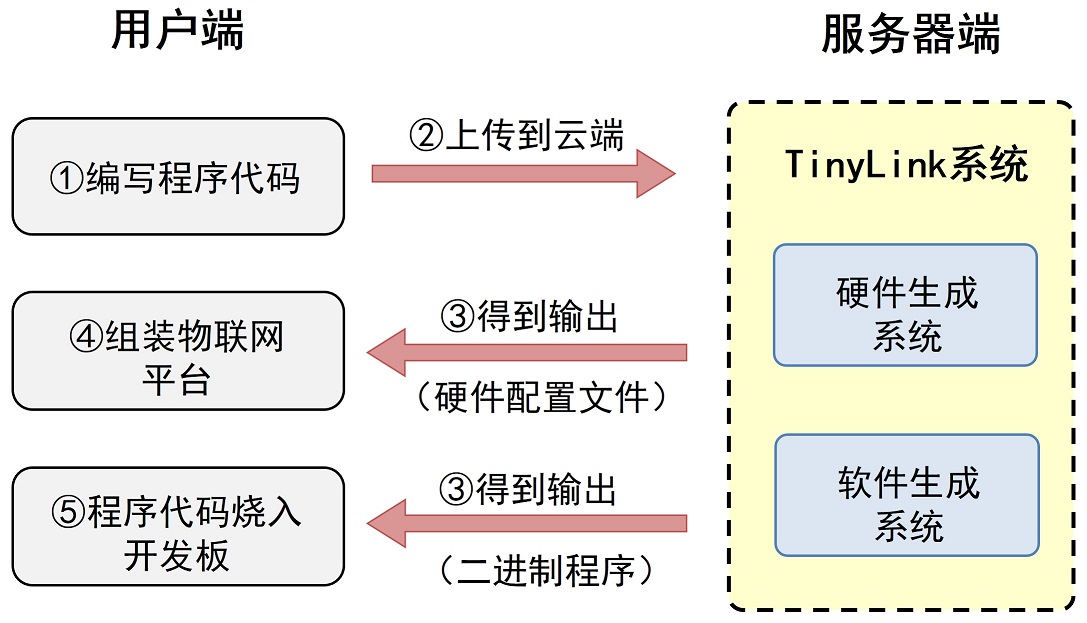 用户端
服务器端
①编写程序代码
②上传到云端
TinyLink系统
④组装物联网
平台
③得到输出
（硬件配置文件）
硬件生成
系统
⑤程序代码烧入
开发板
③得到输出
（二进制程序）
软件生成
系统